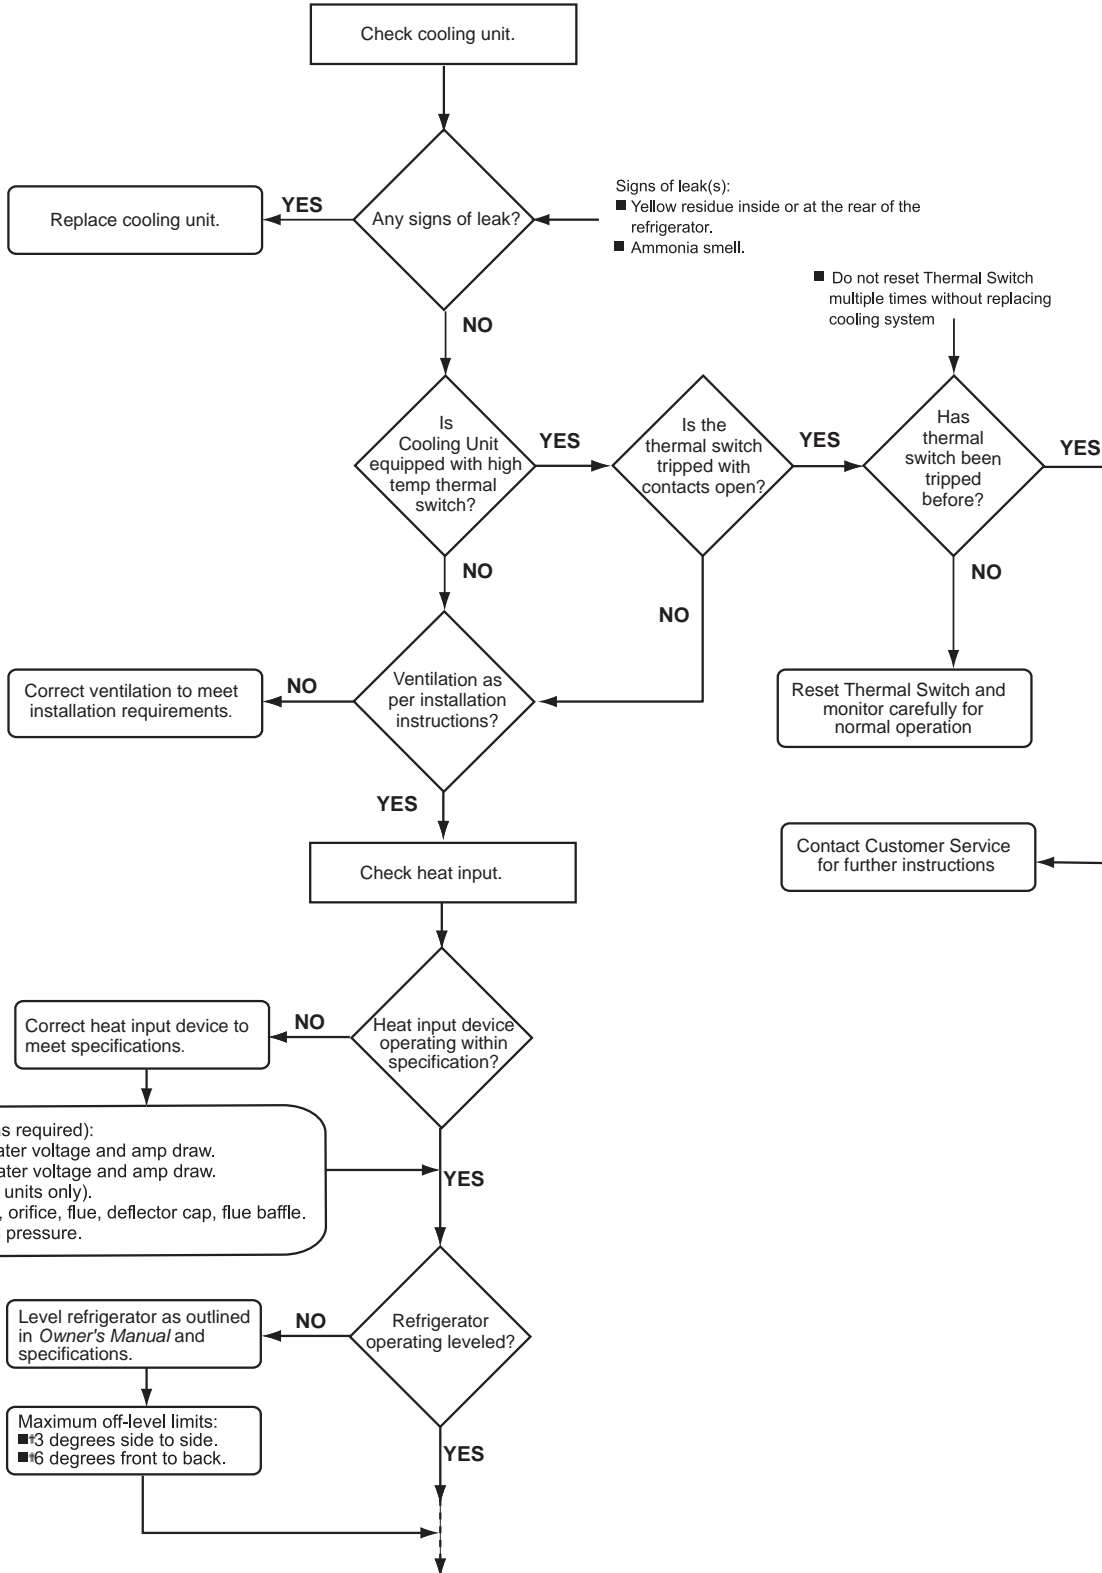 Check cooling unit.
Any signs of leak?
YES
Replace cooling unit.
Signs of leak(s):
■ Yellow residue inside or at the rear of the
refrigerator.
■ Ammonia smell.
NO
■ Do not reset Thermal Switch
multiple times without replacing
cooling system
Is
Cooling Unit
equipped with high
temp thermal
switch?
YES
Is the
thermal switch
tripped with
contacts open?
YES
Has
thermal
switch been
tripped
before?
YES
NO
NO
NO
Correct ventilation to meet
installation requirements.
NO
Ventilation as
per installation
instructions?
Reset Thermal Switch and
monitor carefully for
normal operation
YES
Contact Customer Service
for further instructions
Check heat input.
Correct heat input device to
meet specifications.
NO
Heat input device
operating within
specification?
as required):
ater voltage and amp draw.
ater voltage and amp draw.
units only).
, orifice, flue, deflector cap, flue baffle.
pressure.
YES
Level refrigerator as outlined
in Owner's Manual and
specifications.
NO
Refrigerator
operating leveled?
Maximum off-level limits:
■ 3 degrees side to side.
■ 6 degrees front to back.
YES